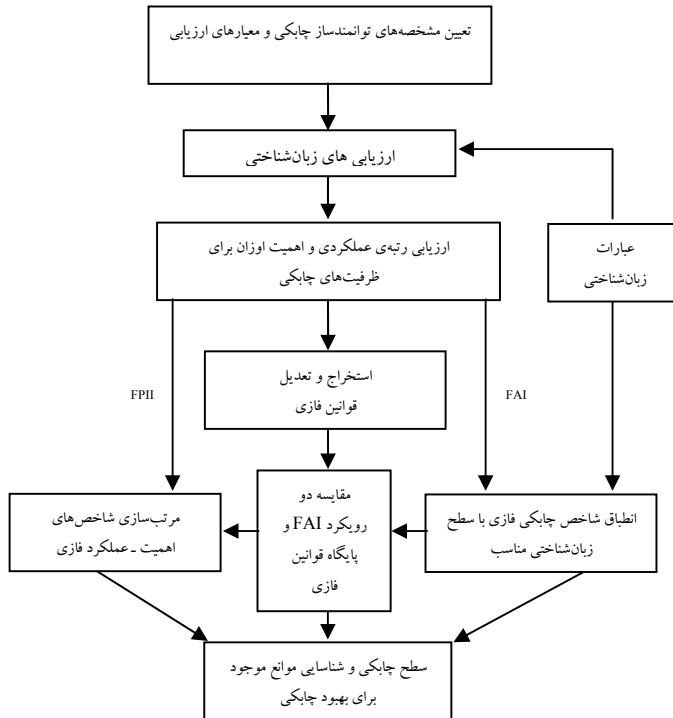 تعیین مشخصه‌های توانمندساز چابکی و معیارهای ارزیابی
ارزیابی های زبان‌شناختی
ارزیابی رتبه‌ی عملکردی و اهمیت اوزان برای
ظرفیت‌های چابکی
عبارات
زبان‌شناختی
استخراج و تعدیل
قوانین فازی
FPII
FAI
مقایسه دو
رویکرد FAI و
پایگاه قوانین
فازی
انطباق شاخص چابکی فازی با سطح
زبان‌شناختی مناسب
مرتب‌سازی شاخص‌های
اهمیت ـ عملکرد فازی
سطح چابکی و شناسایی موانع موجود
برای بهبود چابکی